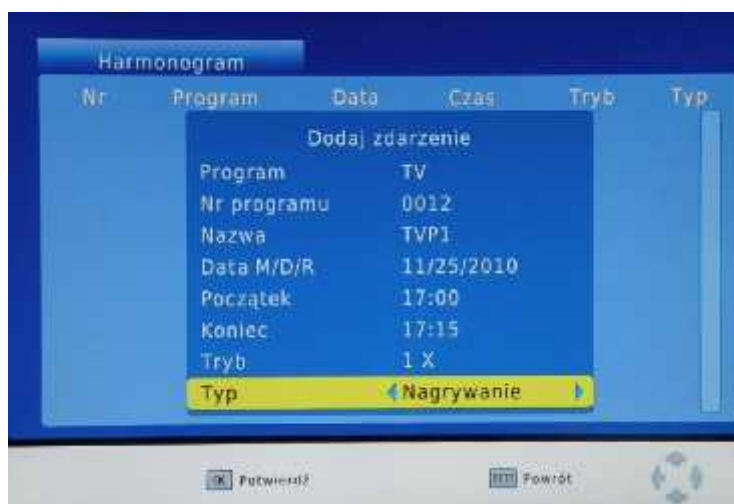 Harmonogram
Nr Program Data Czas Tryb Typ
Dodaj zdarzenie
Program TV
Nr programu 0012
Nazwa TVP1
Data M/D/R 11/25/2010
Początek 17:00
Koniec 17:15
Tryb 1 X
Typ Nagrywanie
OK Potwierdź Powrót